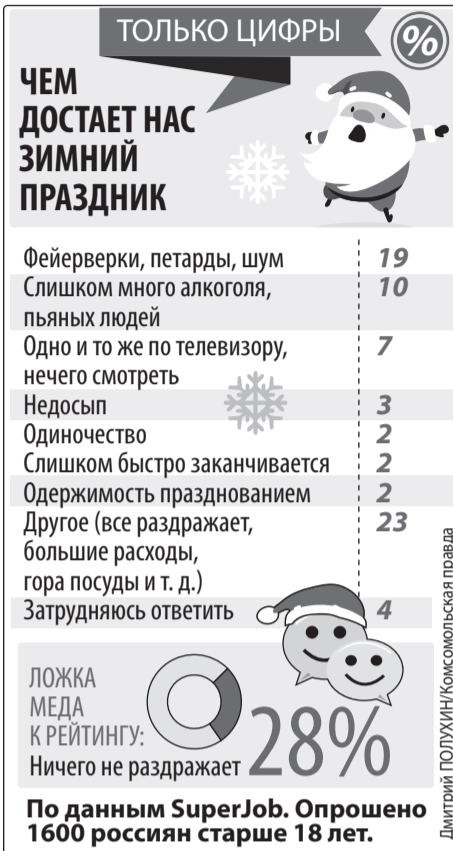 ТОЛЬКО ЦИФРЫ
%
ЧЕМ
ДОСТАЕТ НАС
ЗИМНИЙ
ПРАЗДНИК
Фейерверки, петарды, шум 19
Слишком много алкоголя, 10
пьяных людей
Одно и то же по телевизору, 7
нечего смотреть
Недосып 3
Одиночество 2
Слишком быстро заканчивается 2
Одержимость празднованием 2
Другое (все раздражает, 23
большие расходы,
гора посуды и т. д.)
Затрудняюсь ответить 4
ЛОЖКА
МЕДА
К РЕЙТИНГУ:
Ничего не раздражает 28%
По данным SuperJob. Опрошено
1600 россиян старше 18 лет.
Дмитрий ПОЛУХИН/Комсомольская правда